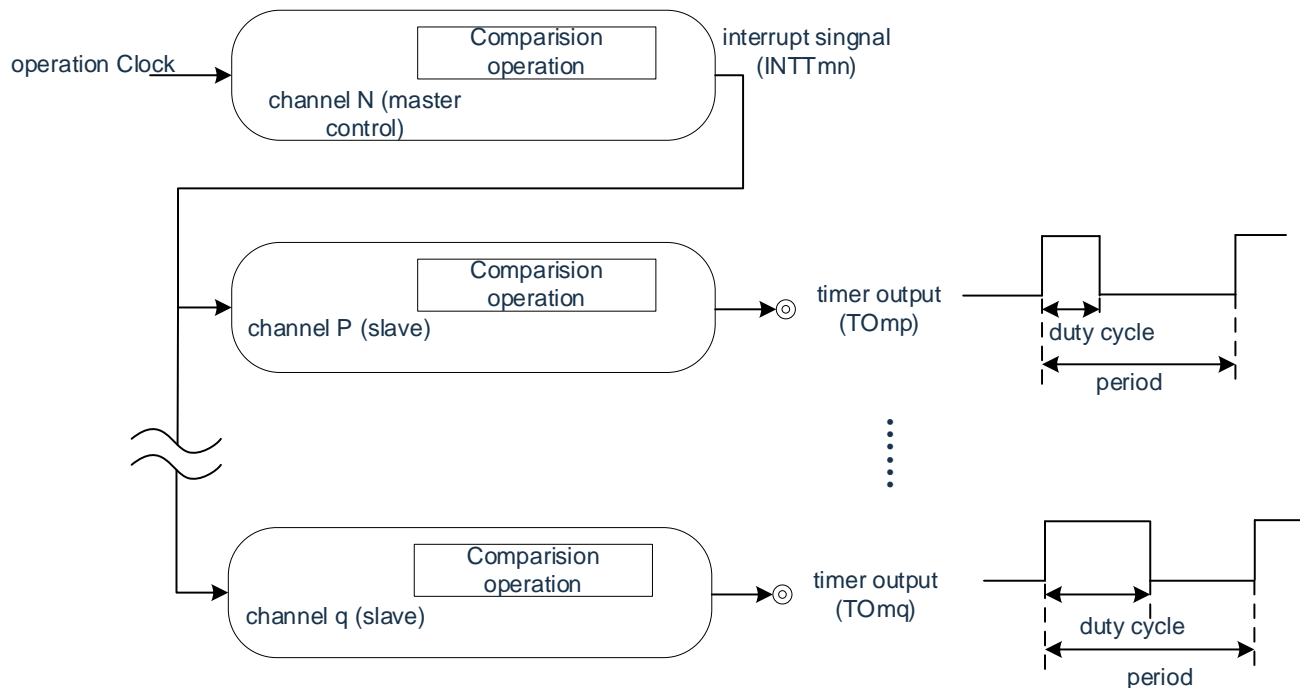 Comparision
operation
interrupt singnal
(INTTmn)
operation Clock
channel N (master
control)
Comparision
operation
channel P (slave)
timer output
(TOmp)
duty cycle
period
Comparision
operation
channel q (slave)
timer output
(TOmq)
duty cycle
period